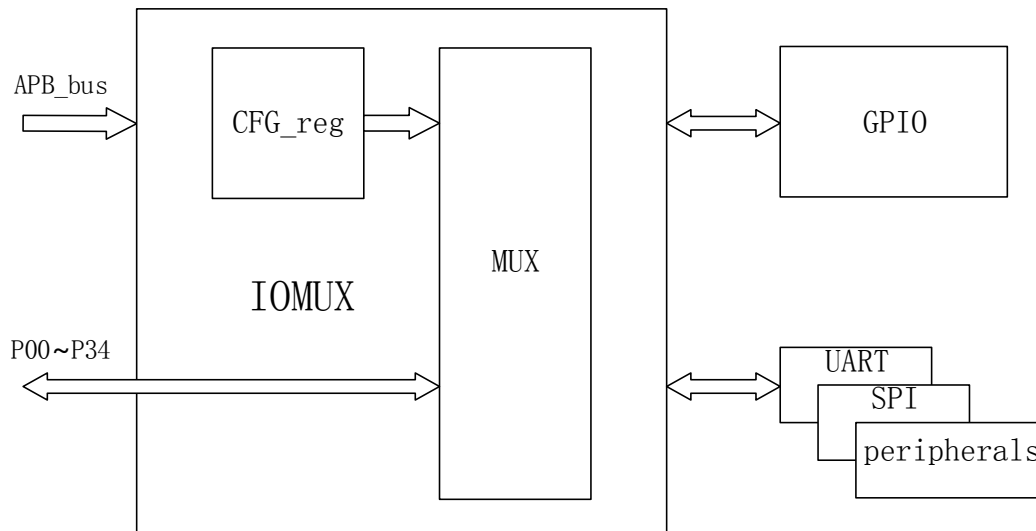 APB_bus
CFG_reg
GPIO
MUX
IOMUX
P00~P34
UART
SPI
peripherals